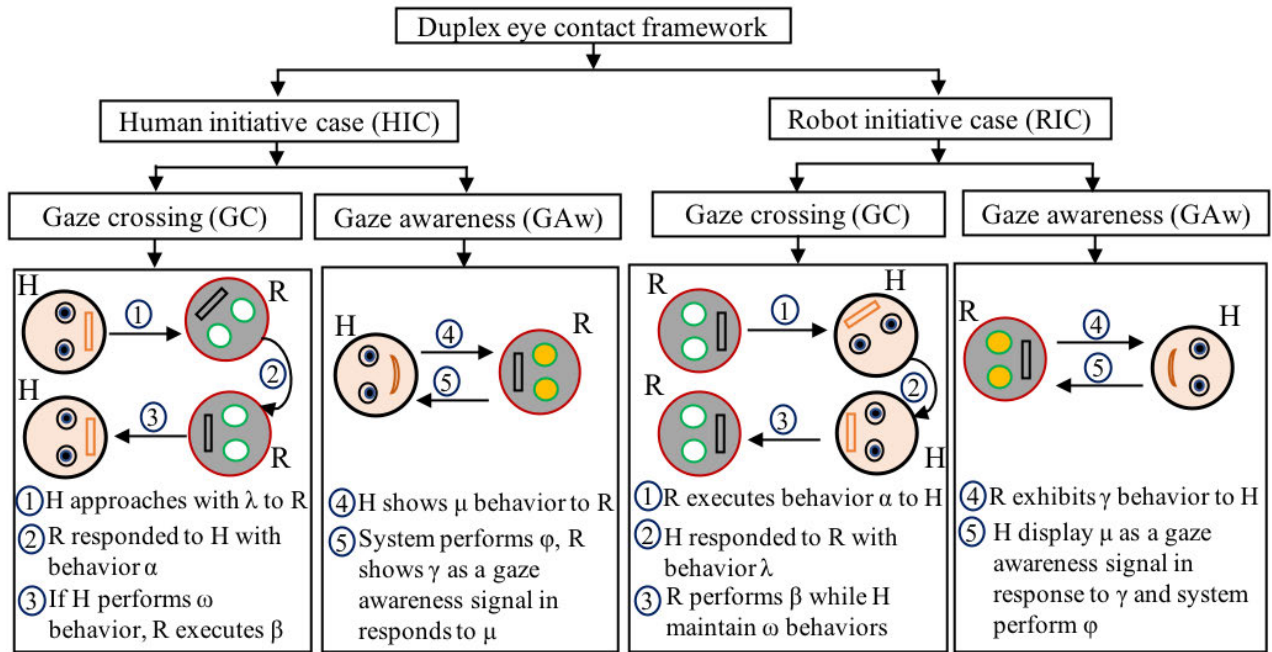 Duplex eye contact framework
Human initiative case (HIC)
Robot initiative case (RIC)
Gaze crossing (GC)
Gaze awareness (GAw)
Gaze crossing (GC)
Gaze awareness (GAw)
H
1
R
2
H
3
R
1 H approaches with λ to R
2 R responded to H with
behavior α
3 If H performs ω
behavior, R executes β
H
4
5
R
4 H shows μ behavior to R
5 System performs φ, R
shows γ as a gaze
awareness signal in
responds to μ
R
1
H
2
R
3
H
1 R executes behavior α to H
2 H responded to R with
behavior λ
3 R performs β while H
maintain ω behaviors
R
4
5
H
4 R exhibits γ behavior to H
5 H display μ as a gaze
awareness signal in
response to γ and system
perform φ